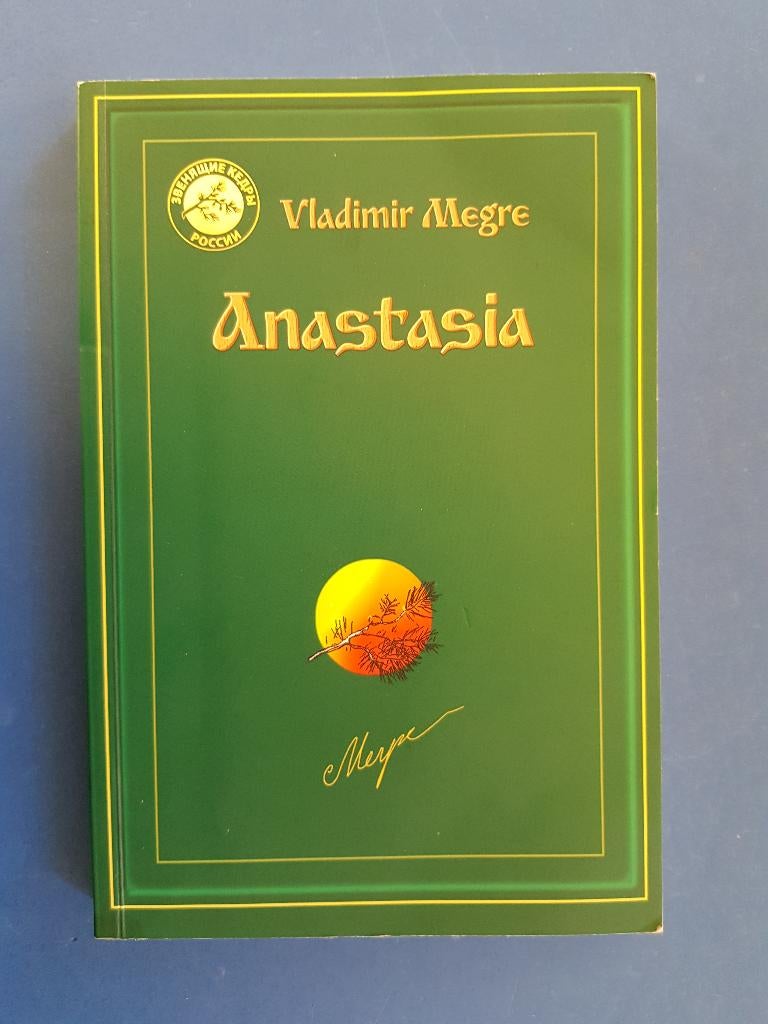 ЗВЕНЯЩИЕ КЕДРЫ
РОССИИ
Vladimir Megre
Anastasia
Мегре